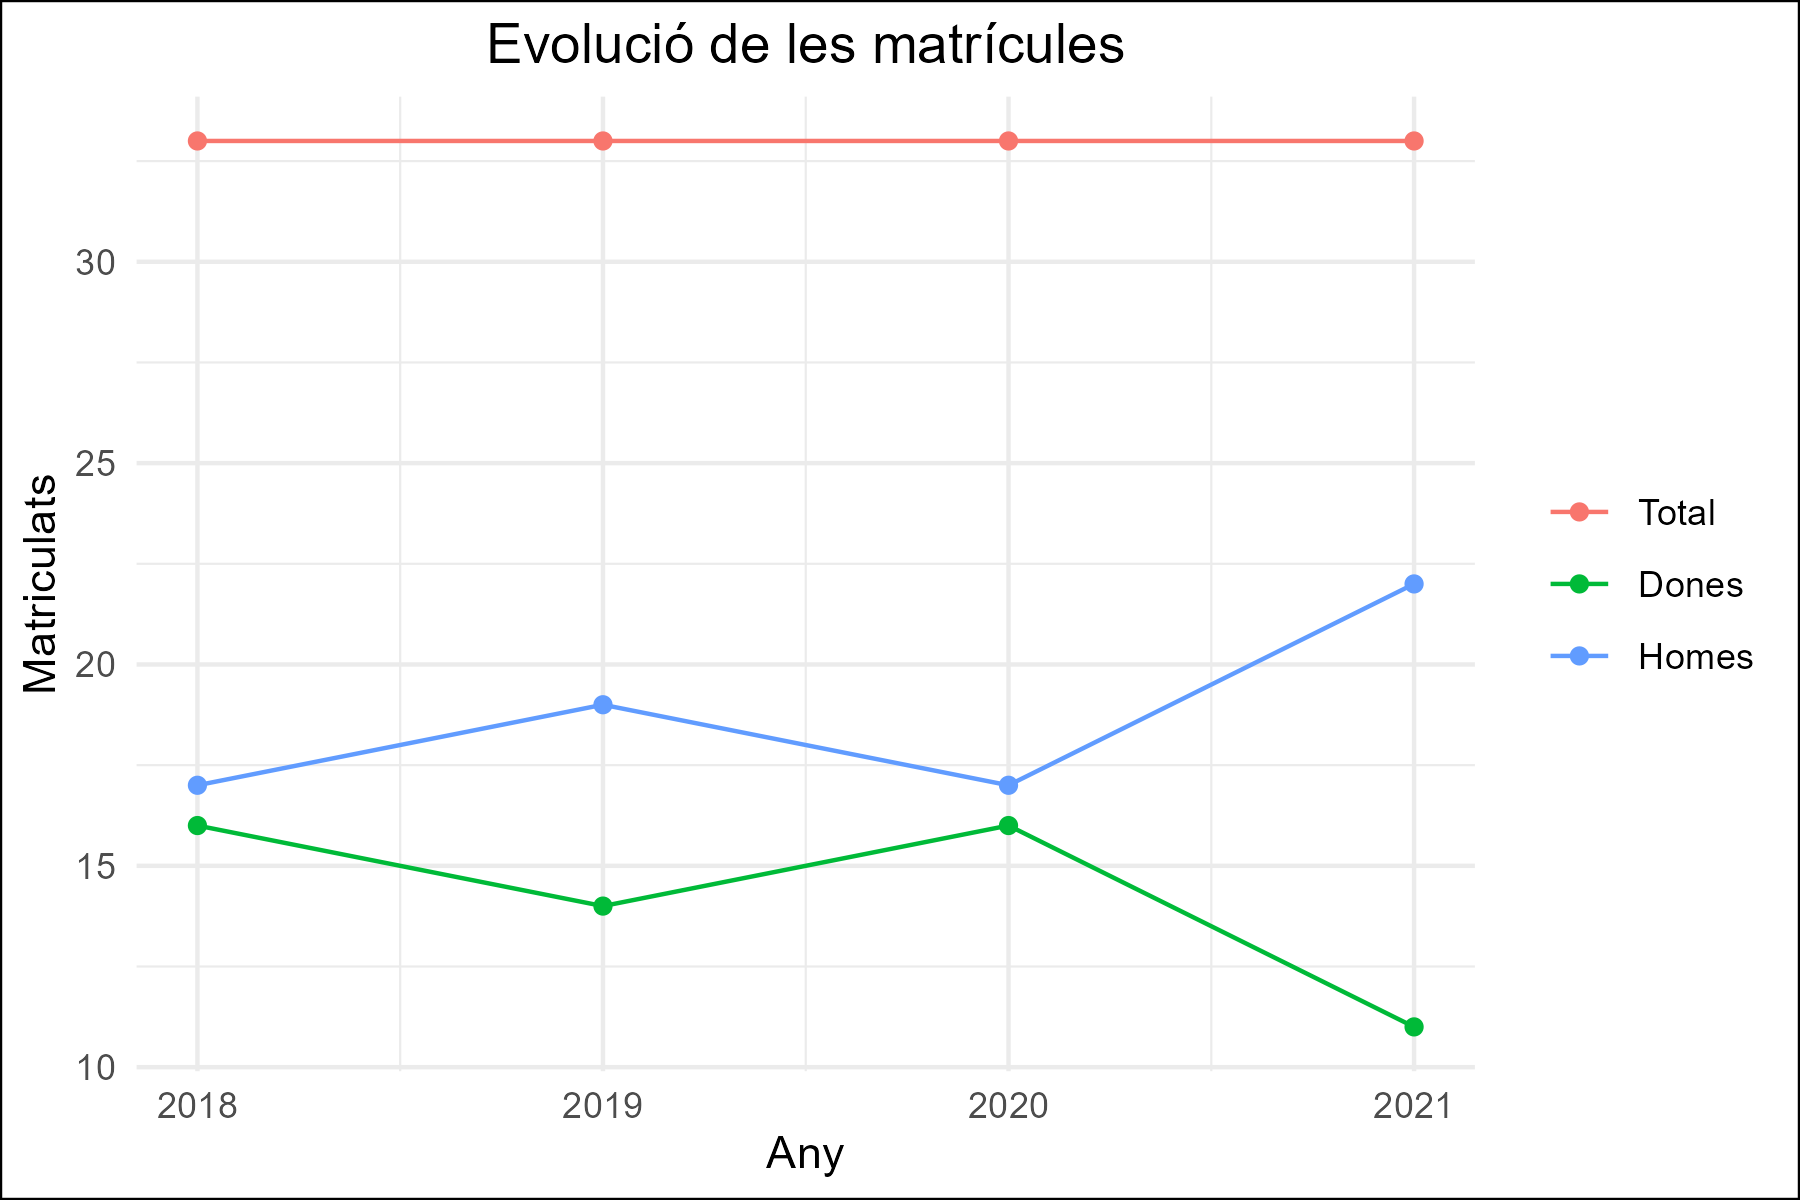 Evolució de les matrícules
Matriculats
30
25
20
15
10
2018
2019
2020
2021
Any
Total
Dones
Homes